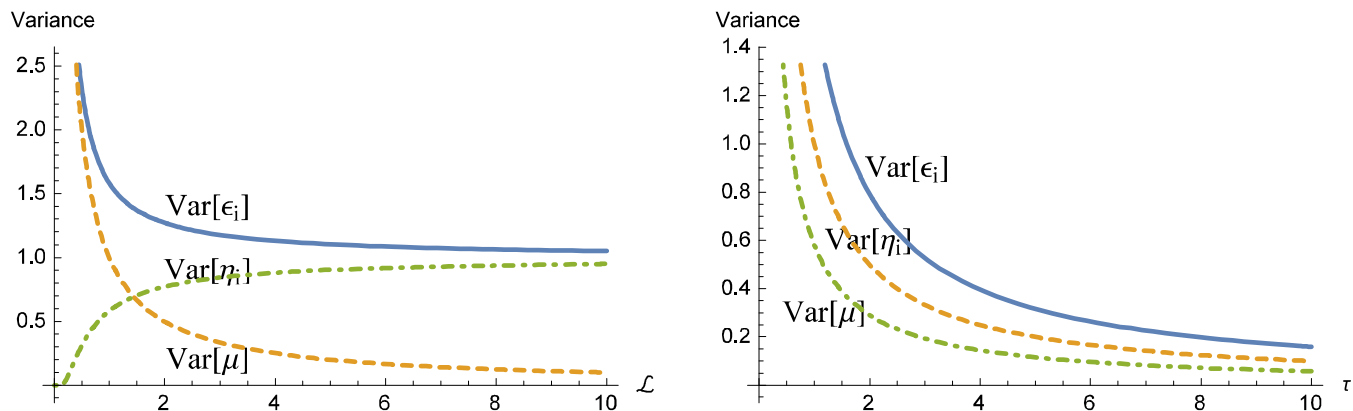 Variance
2.5
2.0
1.5
1.0
0.5
Var[ϵi]
Var[ηi]
Var[μ]
2 4 6 8 10 ℒ
Variance
1.4
1.2
1.0
0.8
0.6
0.4
0.2
Var[ϵi]
Var[ηi]
Var[μ]
2 4 6 8 10 τ